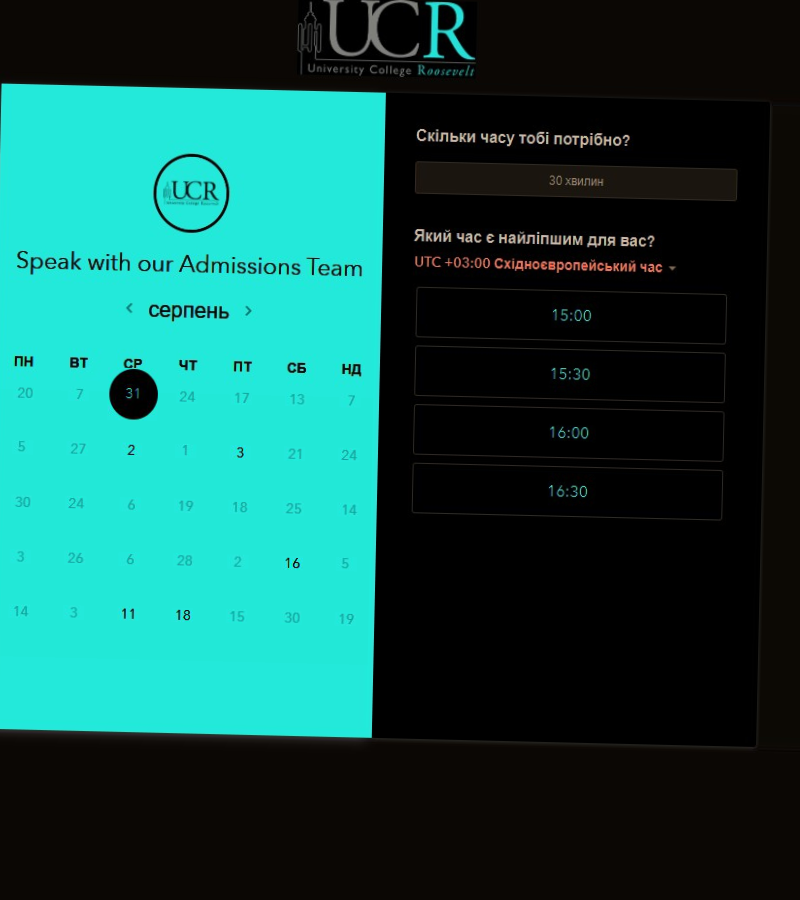 UCR
University College Roosevelt
UCR
Speak with our Admissions Team
< серпень >
ПН ВТ СР ЧТ ПТ СБ НД
20 7 31 24 17 13 7
5 27 2 1 3 21 24
30 24 6 19 18 25 14
3 26 6 28 2 16 5
14 3 11 18 15 30 19
Скільки часу тобі потрібно?
30 хвилин
Який час є найліпшим для вас?
UTC +03:00 Східноєвропейський час
15:00
15:30
16:00
16:30